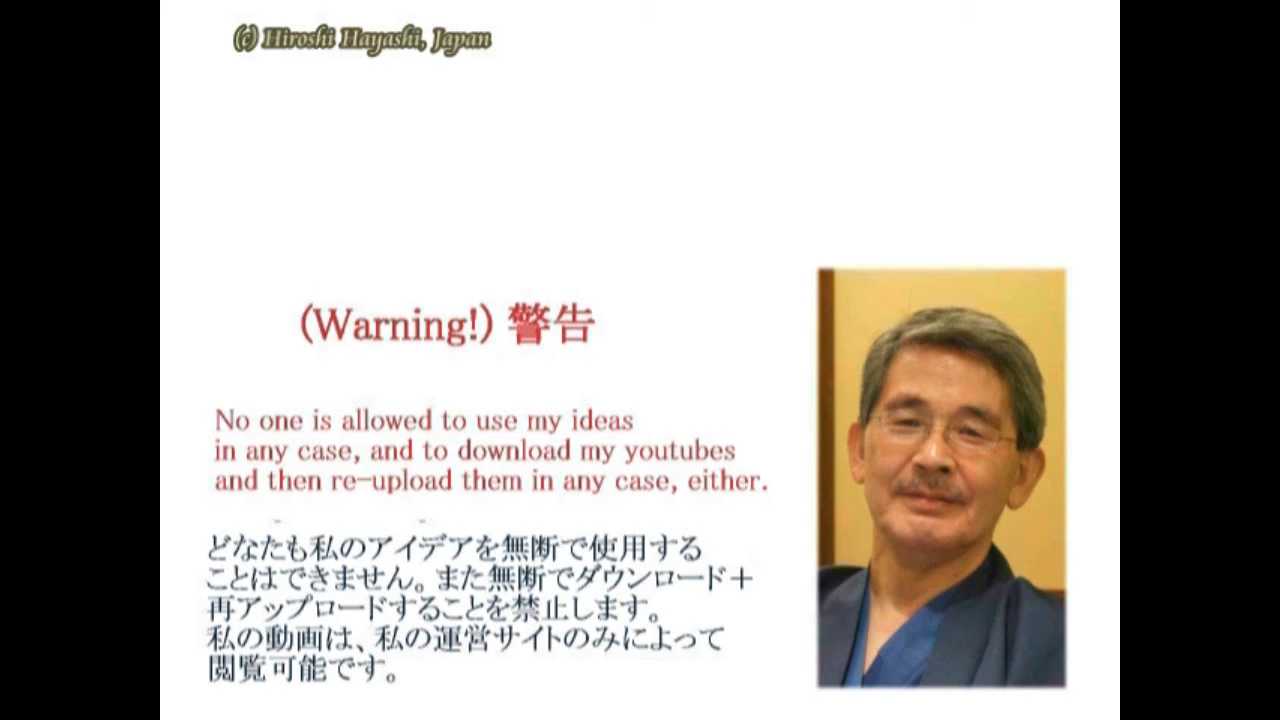 (c) Hiroshi Hayashi, Japan
(Warning!) 警告
No one is allowed to use my ideas
in any case, and to download my youtubes
and then re-upload them in any case, either.
どなたも私のアイデアを無断で使用する
ことはできません。また無断でダウンロード＋
再アップロードすることを禁止します。
私の動画は、私の運営サイトのみによって
閲覧可能です。